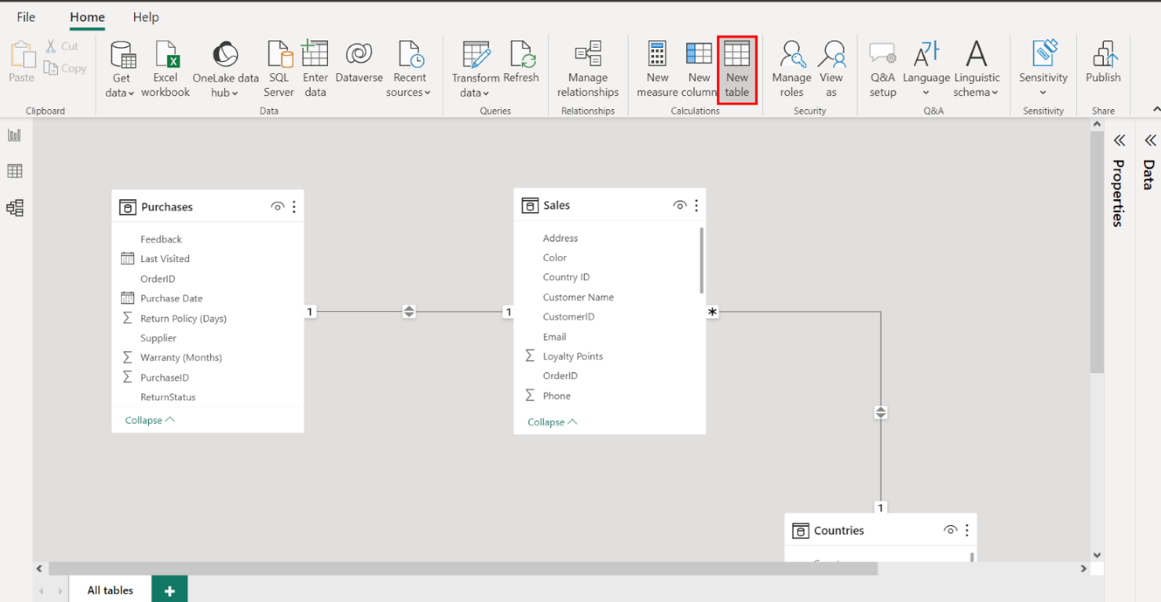 File Home Help
Paste
Cut
Copy
Clipboard
Get data
Excel workbook
OneLake data hub
SQL Server
Enter data
Dataverse
Recent sources
Data
Transform data
Refresh
Queries
Manage relationships
Relationships
New measure
New column
New table
Calculations
Manage roles
View as
Security
Q&A setup
Language
Linguistic schema
Q&A
Sensitivity
Sensitivity
Publish
Share
Properties
Data
Purchases
Feedback
Last Visited
OrderID
Purchase Date
Return Policy (Days)
Supplier
Warranty (Months)
PurchaseID
ReturnStatus
Collapse
1
1
Sales
Address
Color
Country ID
Customer Name
CustomerID
Email
Loyalty Points
OrderID
Phone
Collapse
*
1
Countries
All tables
+